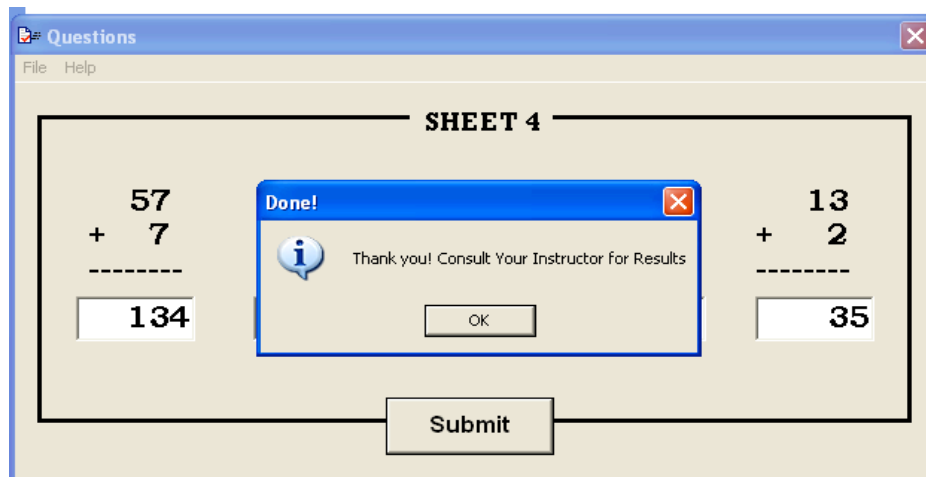 Questions
File Help
SHEET 4
57
+ 7
--------
134
Done!
Thank you! Consult Your Instructor for Results
OK
13
+ 2
--------
35
Submit